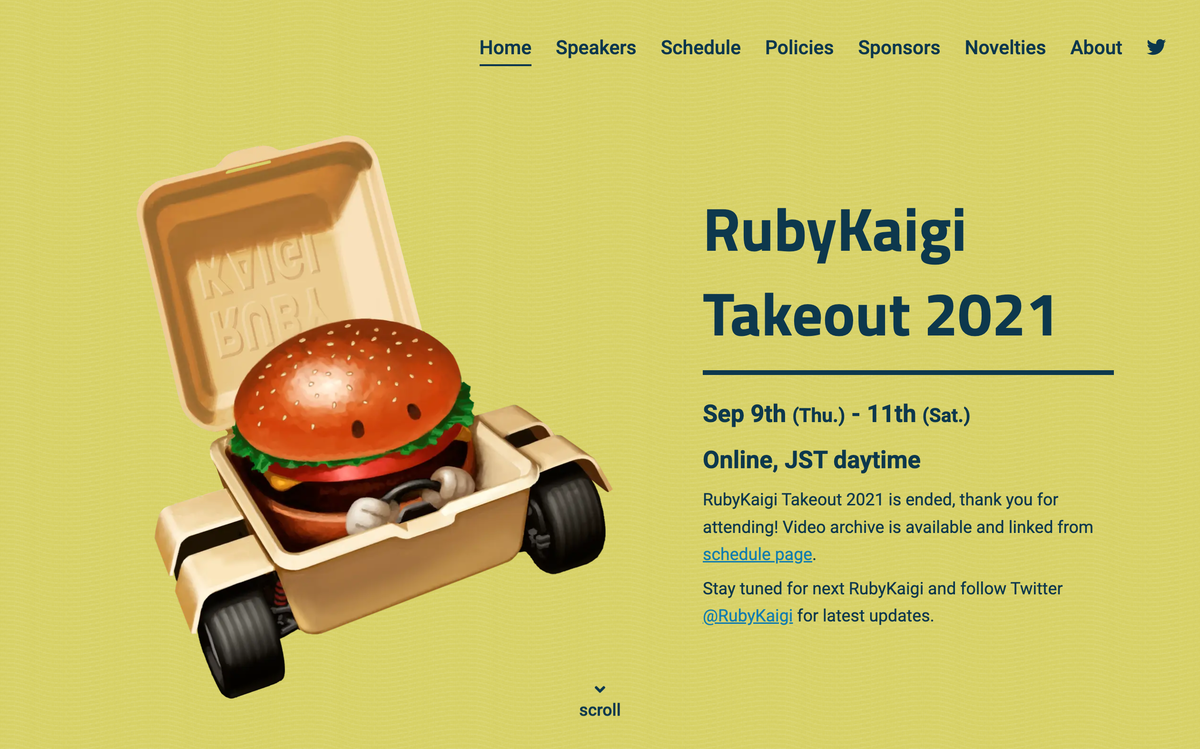 Home Speakers Schedule Policies Sponsors Novelties About
KAIGI
RUBY
RubyKaigi
Takeout 2021
Sep 9th (Thu.) - 11th (Sat.)
Online, JST daytime
RubyKaigi Takeout 2021 is ended, thank you for
attending! Video archive is available and linked from
schedule page.
Stay tuned for next RubyKaigi and follow Twitter
@RubyKaigi for latest updates.
scroll